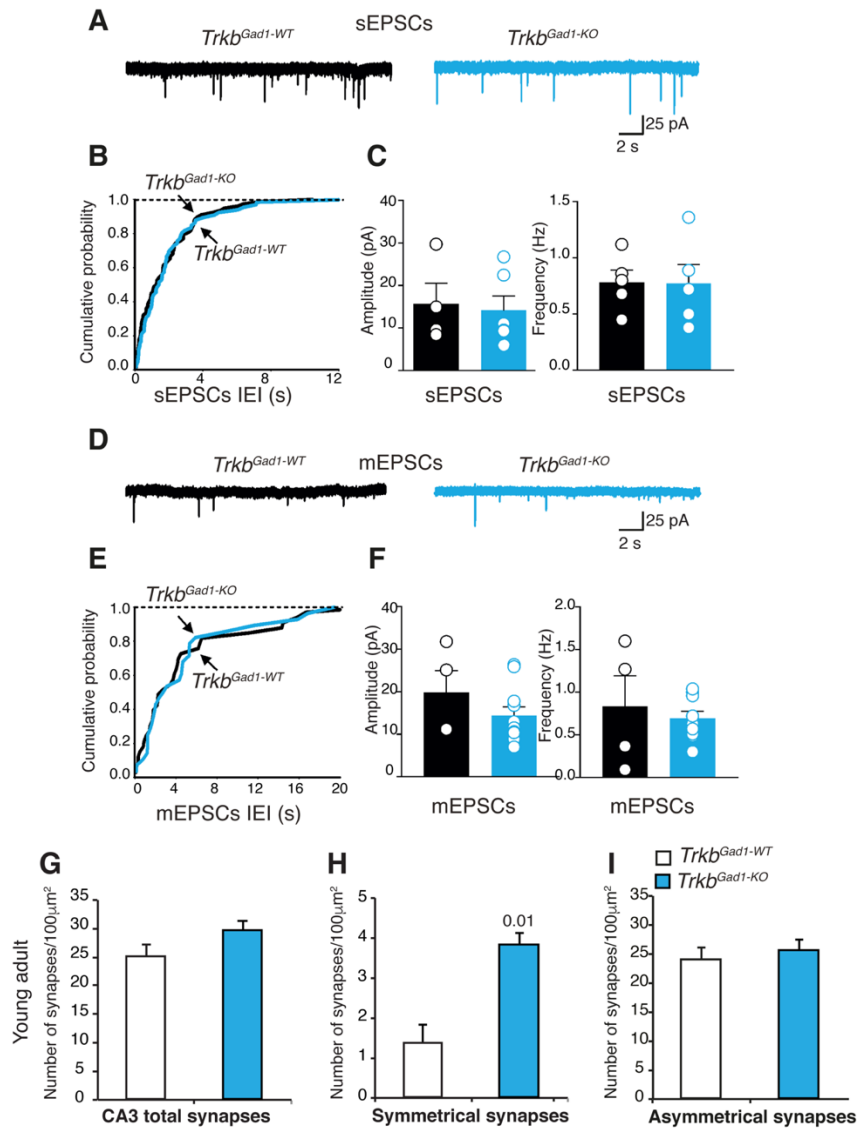 A
sEPSCs
Trkb^Gad1-WT
Trkb^Gad1-KO
25 pA
2 s
B
Trkb^Gad1-KO
Trkb^Gad1-WT
Cumulative probability
1.0
0.8
0.6
0.4
0.2
0.0
0 4 8 12
sEPSCs IEI (s)
C
Amplitude (pA)
40
30
20
10
0
sEPSCs
Frequency (Hz)
1.5
1.0
0.5
0.0
sEPSCs
D
mEPSCs
Trkb^Gad1-WT
Trkb^Gad1-KO
25 pA
2 s
E
Trkb^Gad1-KO
Trkb^Gad1-WT
Cumulative probability
1.0
0.8
0.6
0.4
0.2
0.0
0 4 8 12 16 20
mEPSCs IEI (s)
F
Amplitude (pA)
40
30
20
10
0
mEPSCs
Frequency (Hz)
2.0
1.5
1.0
0.5
0.0
mEPSCs
Young adult
G
Number of synapses/100μm²
35
30
25
20
15
10
5
0
CA3 total synapses
H
Number of synapses/100μm²
5
4
3
2
1
0
0.01
Symmetrical synapses
I
Trkb^Gad1-WT
Trkb^Gad1-KO
Number of synapses/100μm²
35
30
25
20
15
10
5
0
Asymmetrical synapses